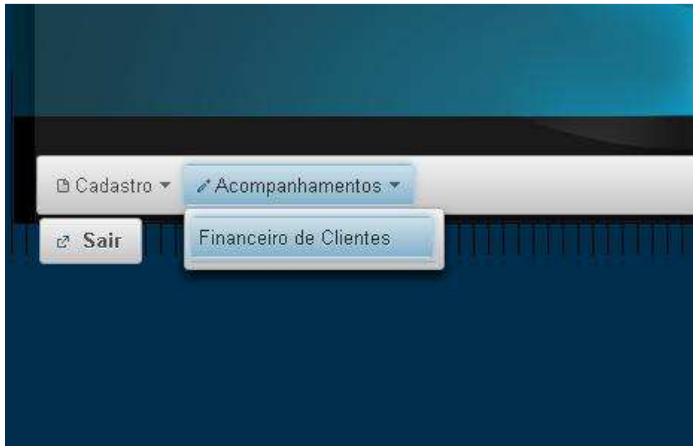 Cadastro
Acompanhamentos
Sair
Financeiro de Clientes